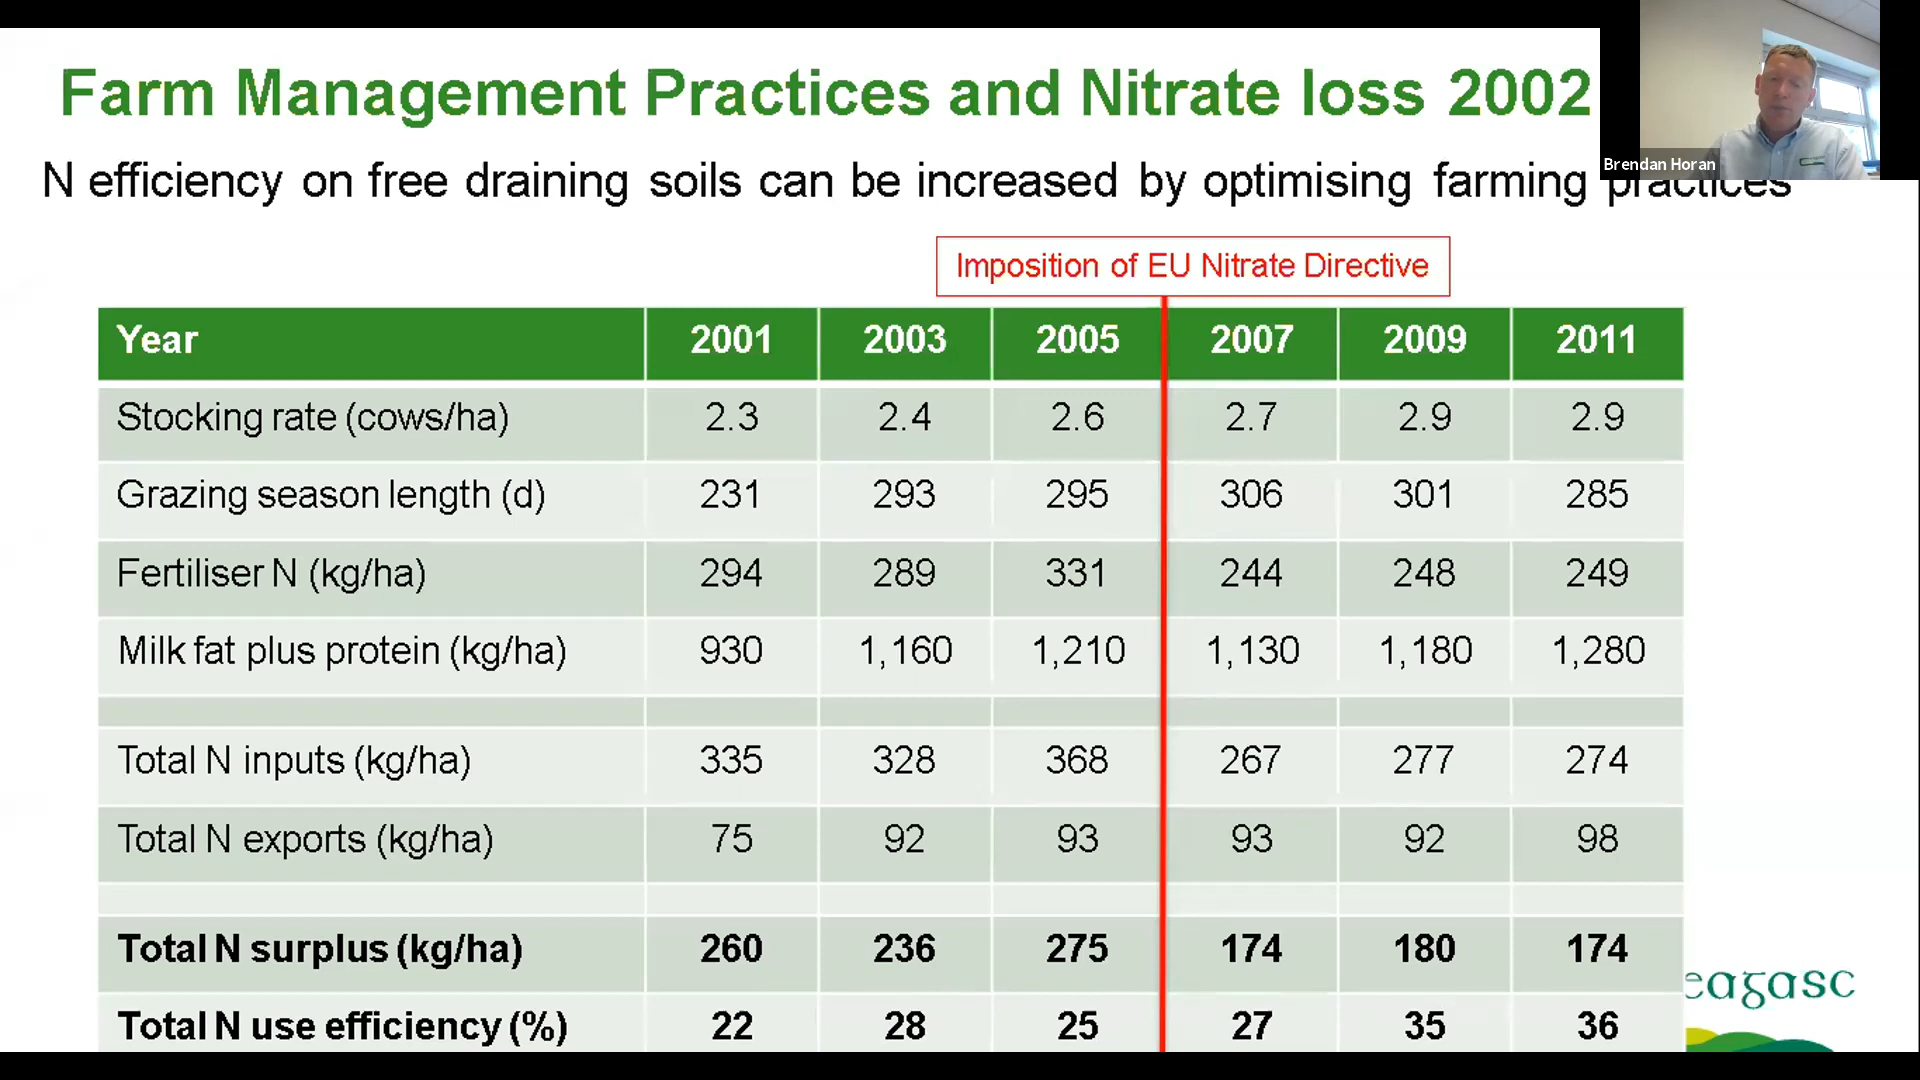 Farm Management Practices and Nitrate loss 2002
Brendan Horan
N efficiency on free draining soils can be increased by optimising farming practices
Imposition of EU Nitrate Directive
Year 2001 2003 2005 2007 2009 2011
Stocking rate (cows/ha) 2.3 2.4 2.6 2.7 2.9 2.9
Grazing season length (d) 231 293 295 306 301 285
Fertiliser N (kg/ha) 294 289 331 244 248 249
Milk fat plus protein (kg/ha) 930 1,160 1,210 1,130 1,180 1,280
Total N inputs (kg/ha) 335 328 368 267 277 274
Total N exports (kg/ha) 75 92 93 93 92 98
Total N surplus (kg/ha) 260 236 275 174 180 174
eagasc
Total N use efficiency (%) 22 28 25 27 35 36